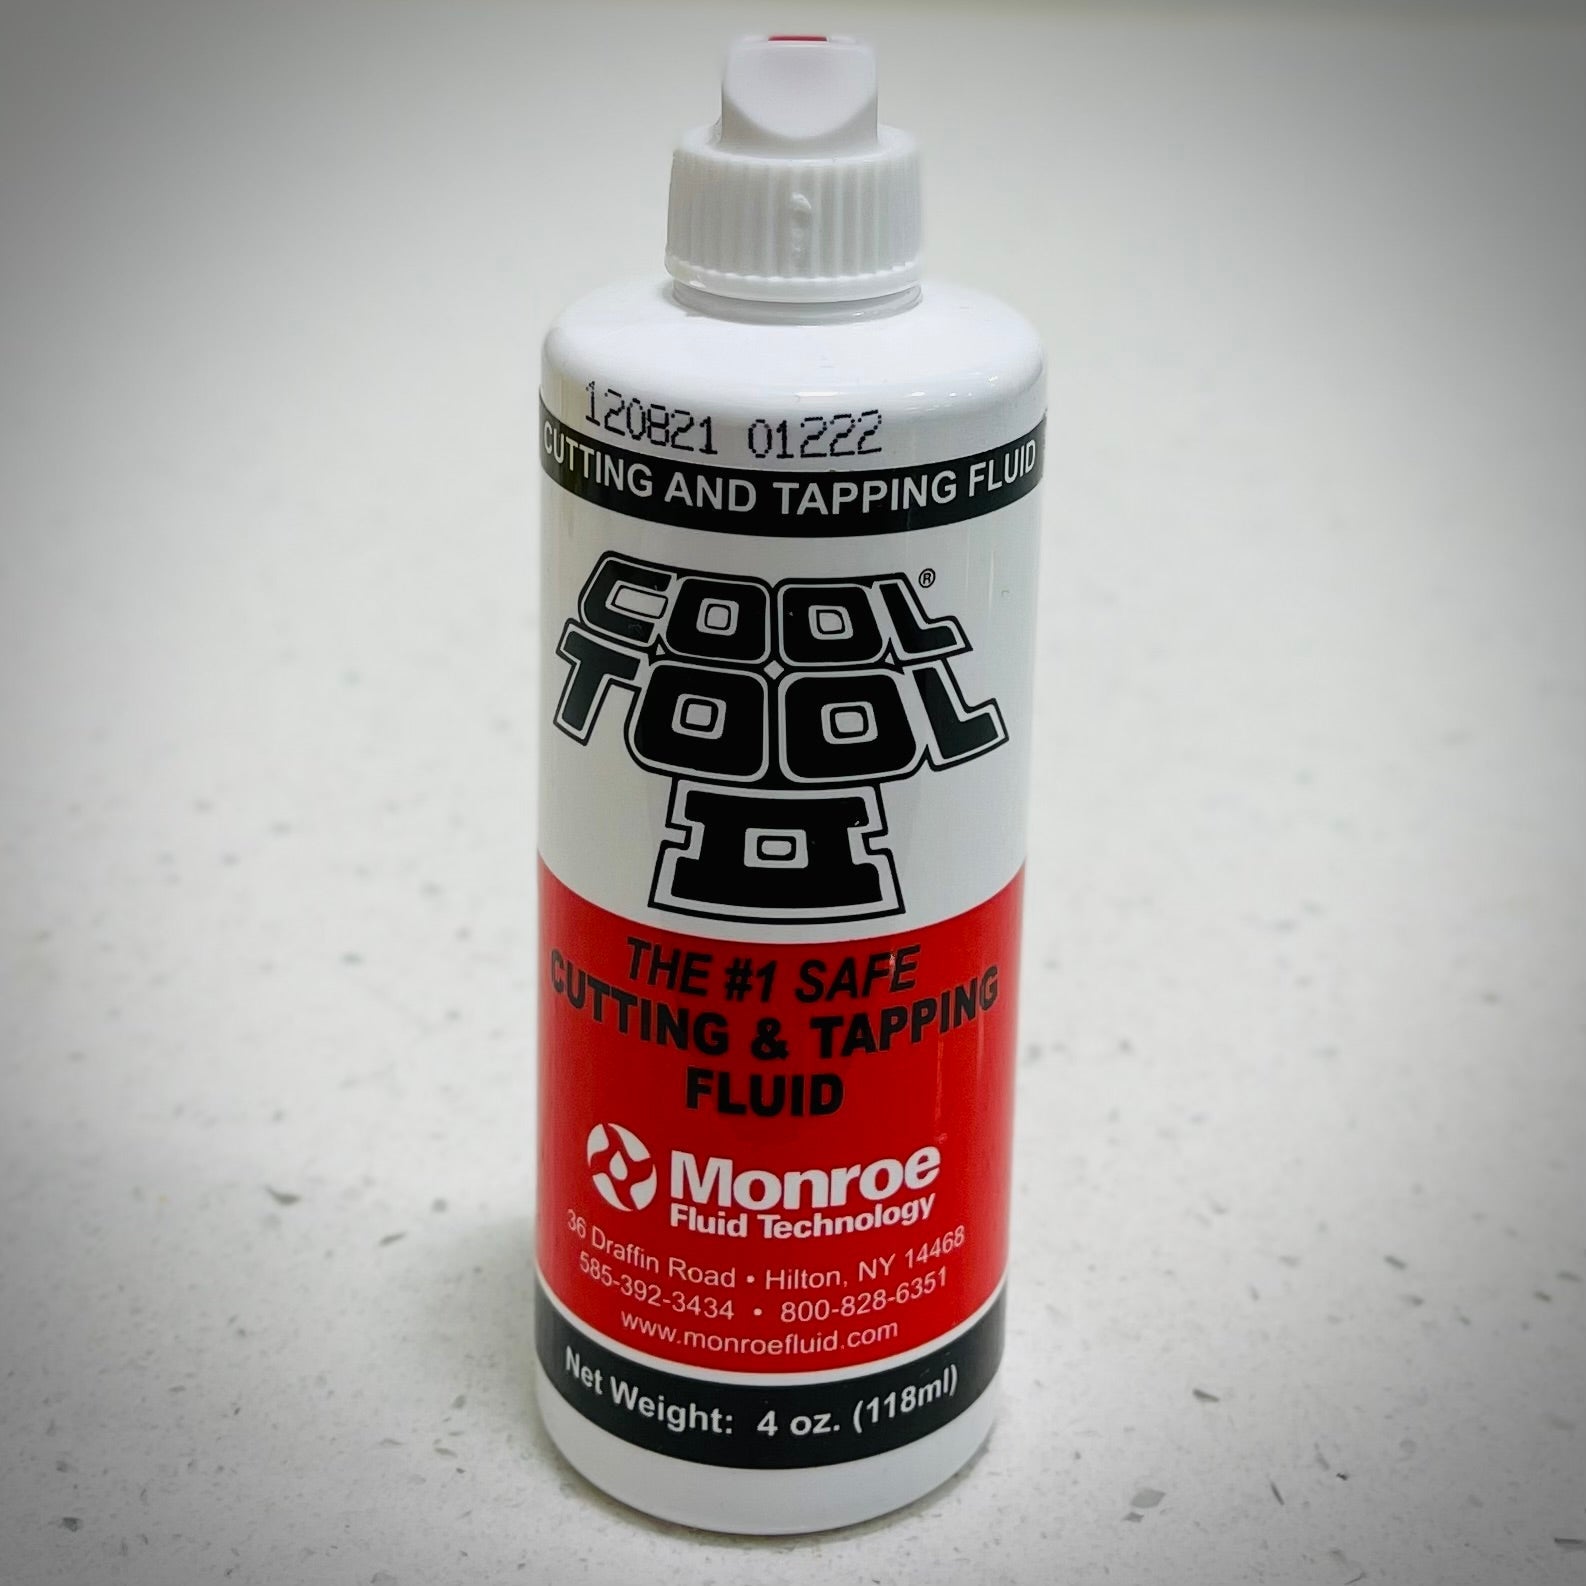 120821 01222
CUTTING AND TAPPING FLUID
COOL®
TOOL
II
THE #1 SAFE
CUTTING & TAPPING
FLUID
Monroe
Fluid Technology
36 Draffin Road • Hilton, NY 14468
585-392-3434 • 800-828-6351
www.monroefluid.com
Net Weight: 4 oz. (118ml)